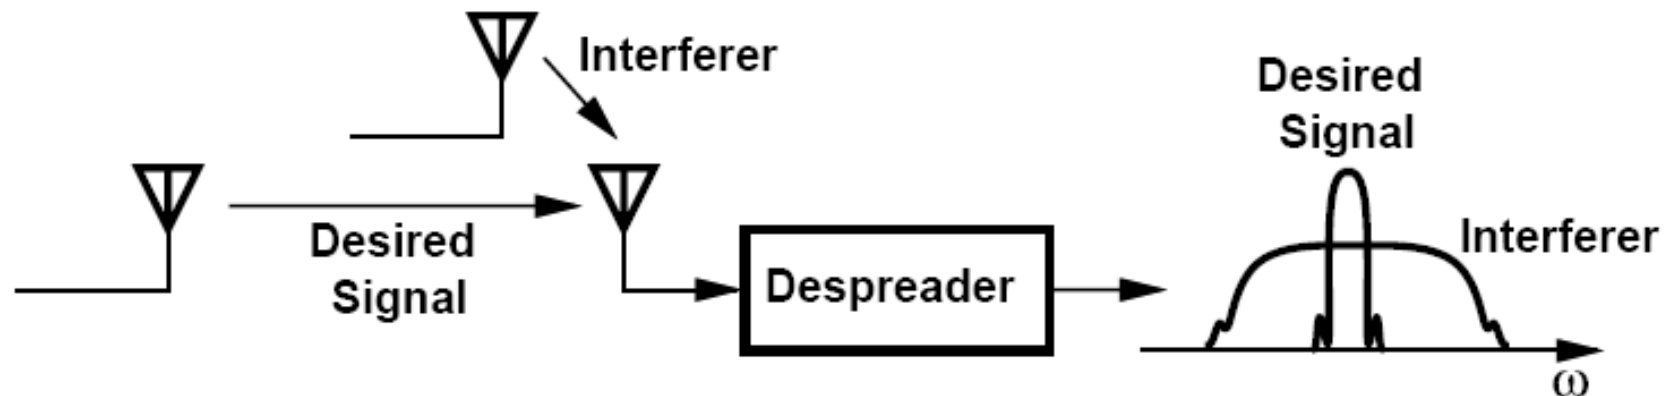 Interferer
Desired
Signal
Despreader
Desired
Signal
Interferer
ω